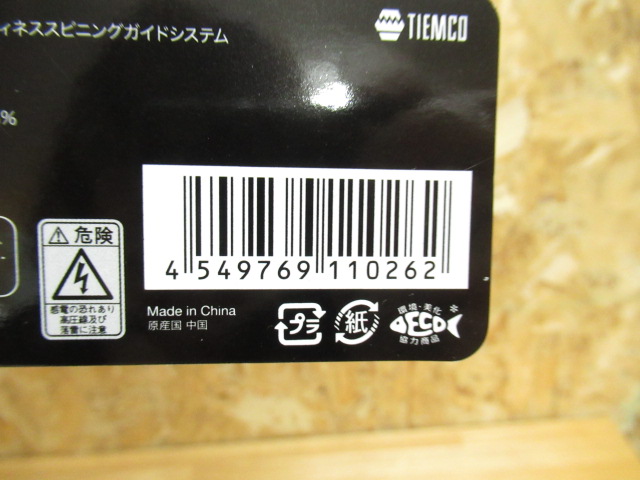 ィネススピニングガイドシステム
TIEMCO
%
危険
感電の恐れあり
高圧線及び
落雷に注意
4 549769 110262
Made in China
原産国 中国
プラ
紙
環境・美化
ECO
協力商品